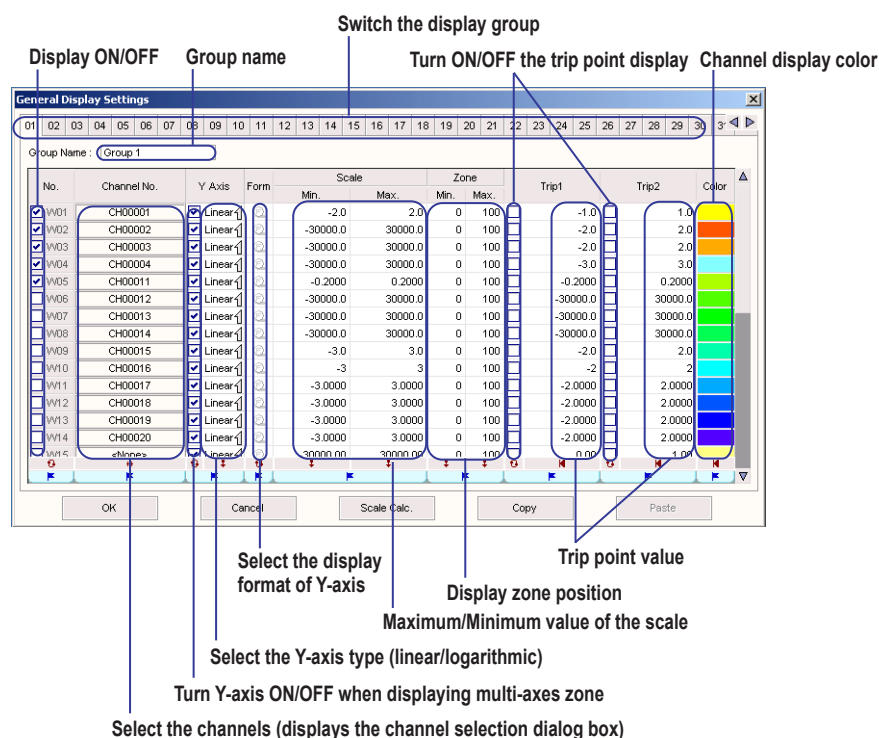 Switch the display group
Display ON/OFF Group name Turn ON/OFF the trip point display Channel display color
General Display Settings
01 02 03 04 05 06 07 08 09 10 11 12 13 14 15 16 17 18 19 20 21 22 23 24 25 26 27 28 29 30 31
Group Name : Group 1
No. Channel No. Y Axis Form Scale Zone Trip1 Trip2 Color
Min. Max. Min. Max.
W01 CH00001 Linear -2.0 2.0 0 100 -1.0 1.0
W02 CH00002 Linear -30000.0 30000.0 0 100 -2.0 2.0
W03 CH00003 Linear -30000.0 30000.0 0 100 -2.0 2.0
W04 CH00004 Linear -30000.0 30000.0 0 100 -3.0 3.0
W05 CH00011 Linear -0.2000 0.2000 0 100 -0.2000 0.2000
W06 CH00012 Linear -30000.0 30000.0 0 100 -30000.0 30000.0
W07 CH00013 Linear -30000.0 30000.0 0 100 -30000.0 30000.0
W08 CH00014 Linear -30000.0 30000.0 0 100 -30000.0 30000.0
W09 CH00015 Linear -3.0 3.0 0 100 -2.0 2.0
W10 CH00016 Linear -3 3 0 100 -2 2
W11 CH00017 Linear -3.0000 3.0000 0 100 -2.0000 2.0000
W12 CH00018 Linear -3.0000 3.0000 0 100 -2.0000 2.0000
W13 CH00019 Linear -3.0000 3.0000 0 100 -2.0000 2.0000
W14 CH00020 Linear -3.0000 3.0000 0 100 -2.0000 2.0000
W15 <None> Linear 30000.00 30000.00 0 100 0.00 1.00
OK Cancel Scale Calc. Copy Paste
Select the display
format of Y-axis
Trip point value
Display zone position
Maximum/Minimum value of the scale
Select the Y-axis type (linear/logarithmic)
Turn Y-axis ON/OFF when displaying multi-axes zone
Select the channels (displays the channel selection dialog box)